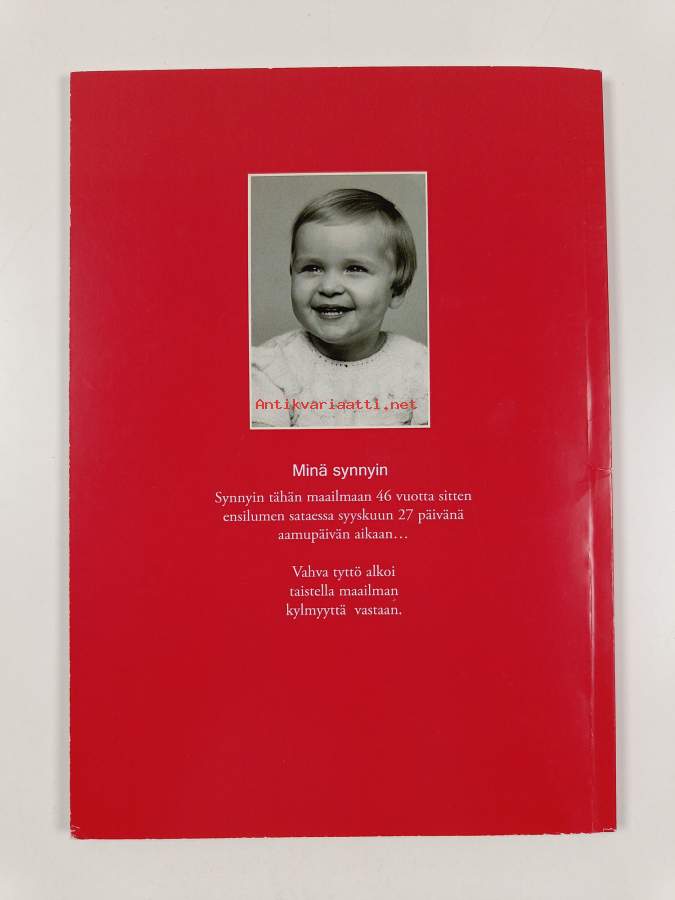 Antikvariaatti.net
Minä synnyin
Synnyin tähän maailmaan 46 vuotta sitten
ensilumen sataessa syyskuun 27 päivänä
aamupäivän aikaan…
Vahva tyttö alkoi
taistella maailman
kylmyyttä vastaan.